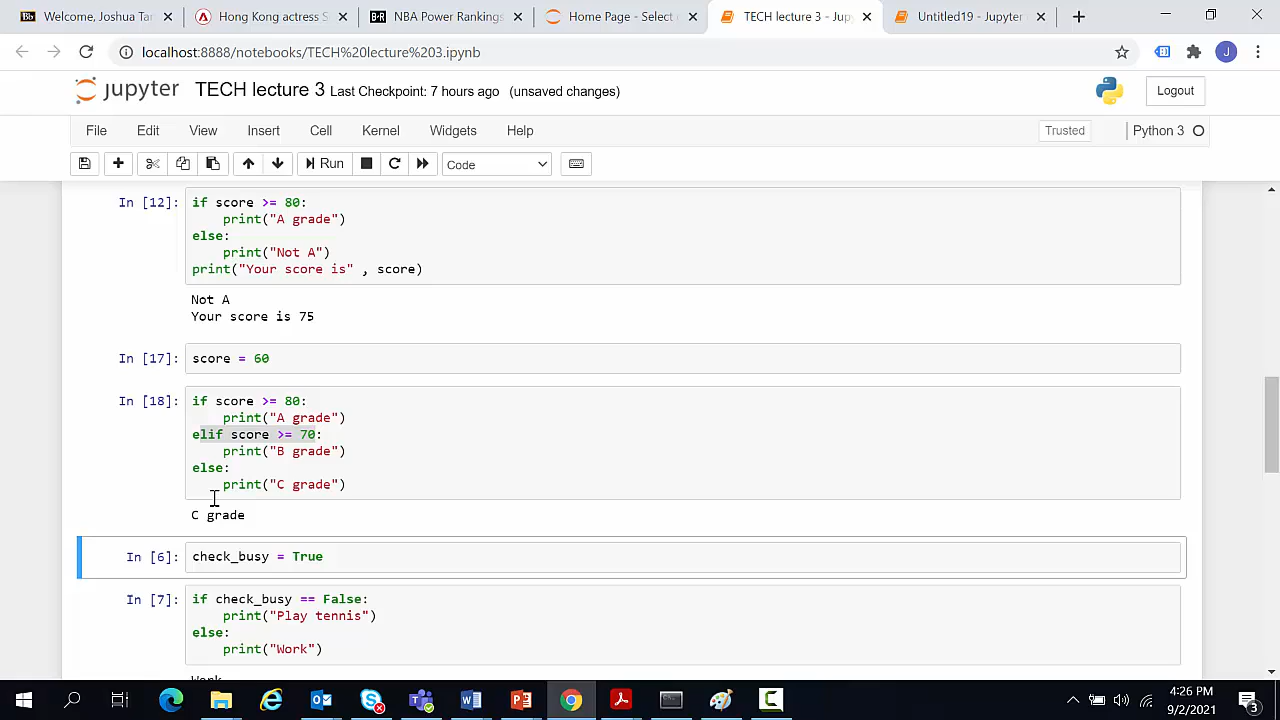 Welcome, Joshua Tar
Hong Kong actress S
NBA Power Rankings
Home Page - Select
TECH lecture 3 - Jup
Untitled19 - Jupyter
localhost:8888/notebooks/TECH%20lecture%203.ipynb
jupyter TECH lecture 3 Last Checkpoint: 7 hours ago (unsaved changes)
Logout
File Edit View Insert Cell Kernel Widgets Help
Trusted
Python 3
Run
Code
In [12]: if score >= 80:
print("A grade")
else:
print("Not A")
print("Your score is" , score)
Not A
Your score is 75
In [17]: score = 60
In [18]: if score >= 80:
print("A grade")
elif score >= 70:
print("B grade")
else:
print("C grade")
C grade
In [6]: check_busy = True
In [7]: if check_busy == False:
print("Play tennis")
else:
print("Work")
Work
4:26 PM
9/2/2021
3